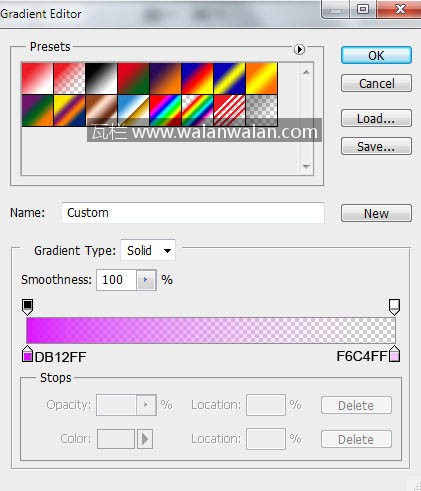 Gradient Editor
Presets
OK
Cancel
瓦栏 www.walanwalan.com
Load...
Save...
Name: Custom
New
Gradient Type: Solid
Smoothness: 100 %
DB12FF
F6C4FF
Stops
Opacity: % Location: Delete
Color: Location: % Delete